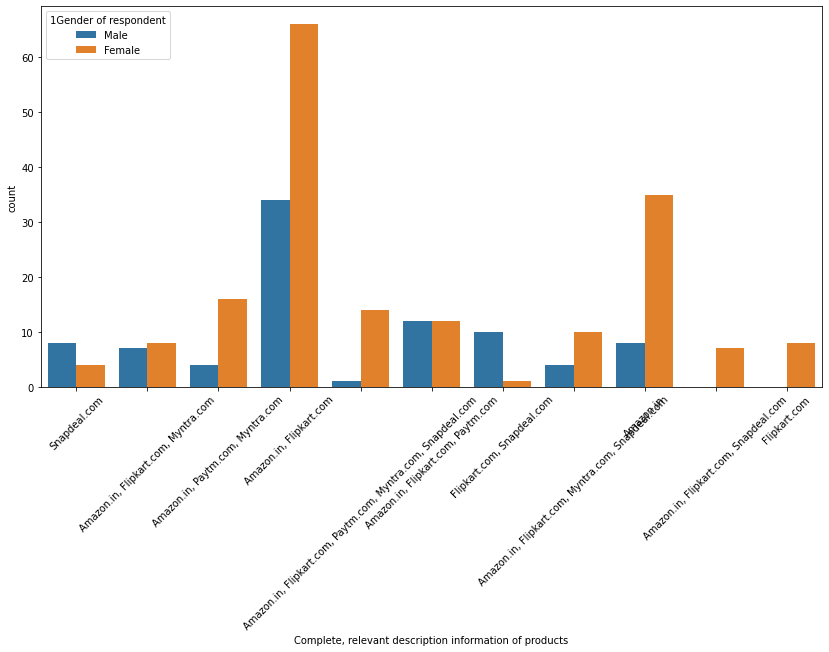 1Gender of respondent
Male
Female
count
60
50
40
30
20
10
0
Snapdeal.com
Amazon.in, Flipkart.com, Myntra.com
Amazon.in, Paytm.com, Myntra.com
Amazon.in, Flipkart.com
Amazon.in, Flipkart.com, Paytm.com, Myntra.com, Snapdeal.com
Amazon.in, Flipkart.com, Paytm.com
Flipkart.com, Snapdeal.com
Amazon.in, Flipkart.com, Myntra.com, Snapdeal.com
Amazon.in
Amazon.in, Flipkart.com, Snapdeal.com
Flipkart.com
Complete, relevant description information of products